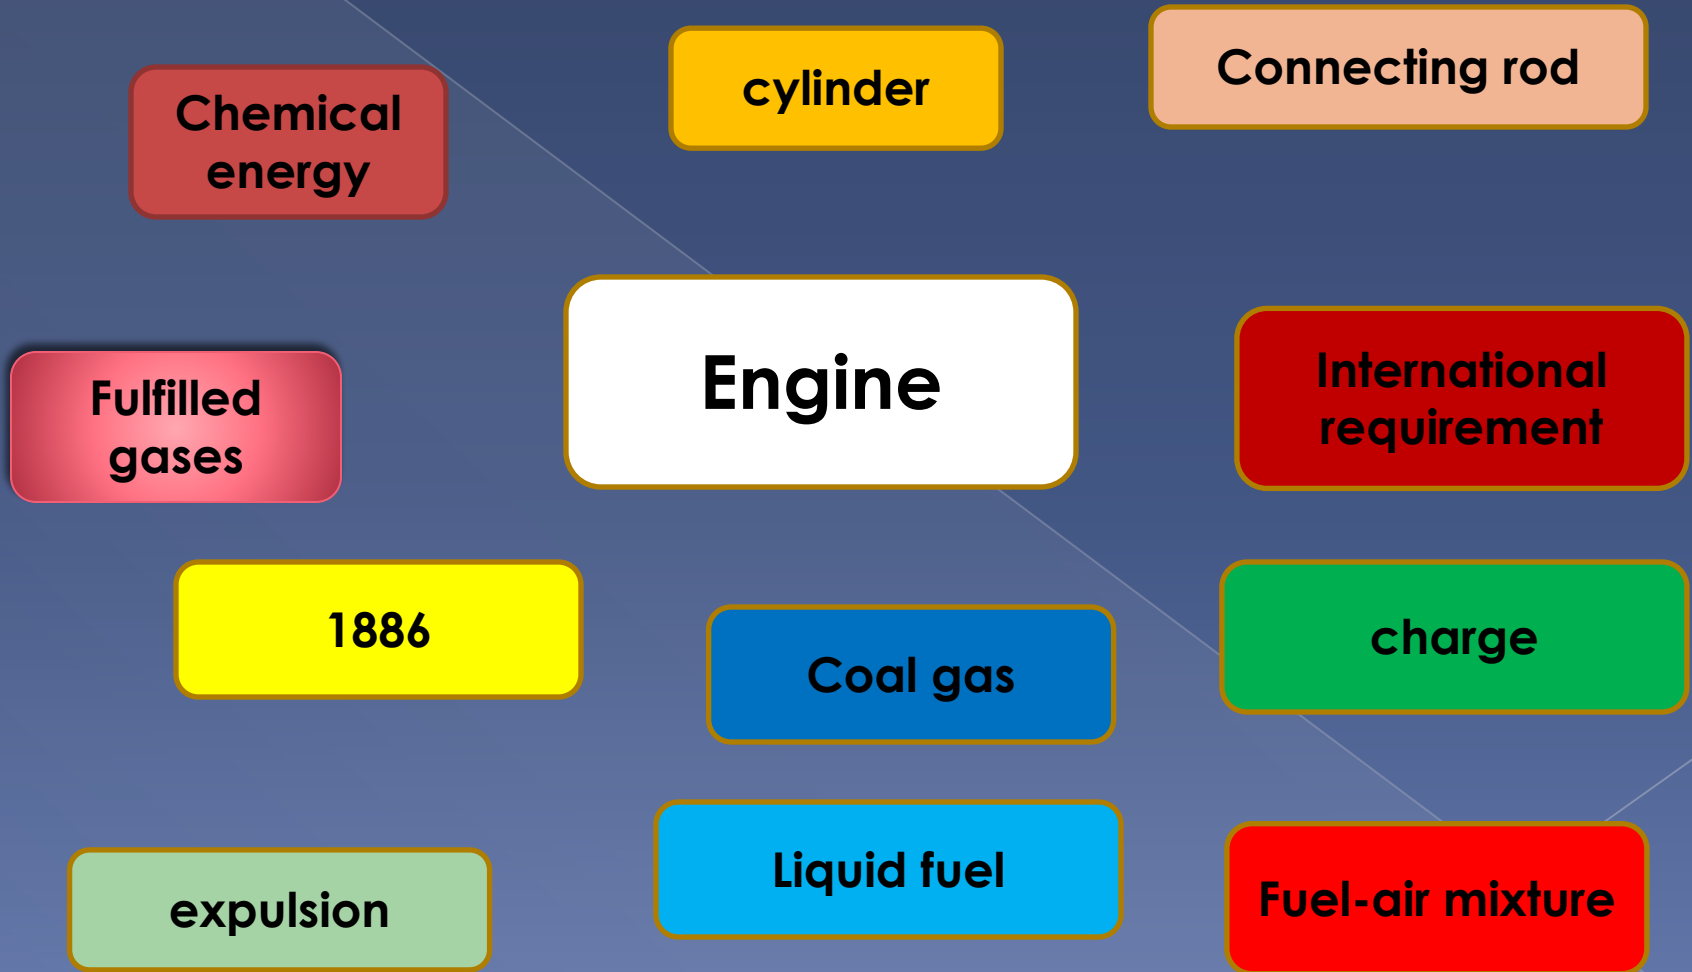 cylinder
Connecting rod
Chemical
energy
Engine
International
requirement
Fulfilled
gases
1886
Coal gas
charge
Liquid fuel
Fuel-air mixture
expulsion